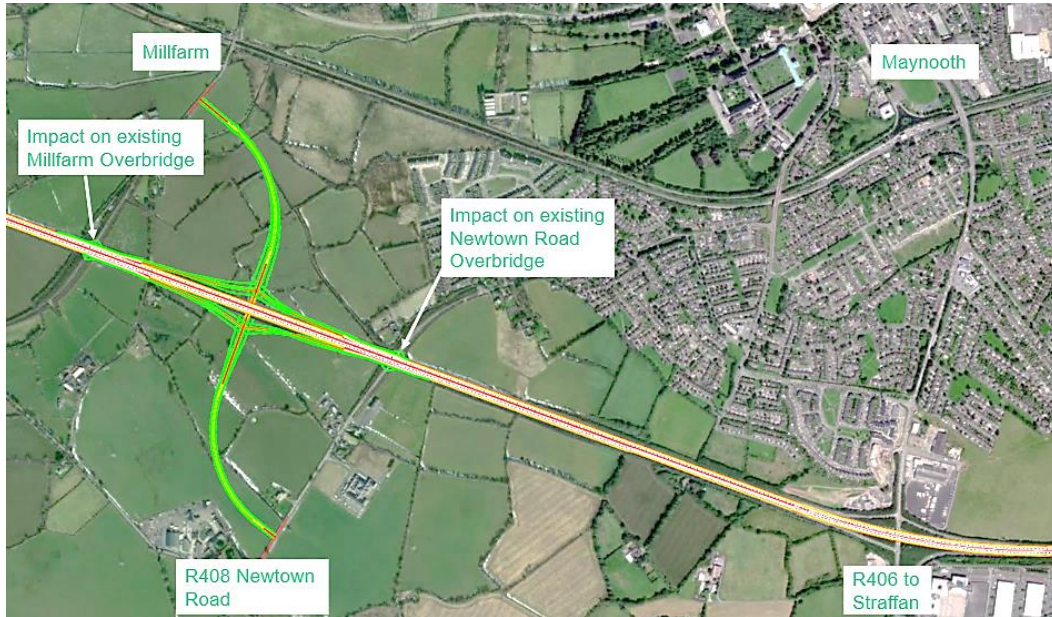 Millfarm
Maynooth
Impact on existing
Millfarm Overbridge
Impact on existing
Newtown Road
Overbridge
R408 Newtown
Road
R406 to
Straffan